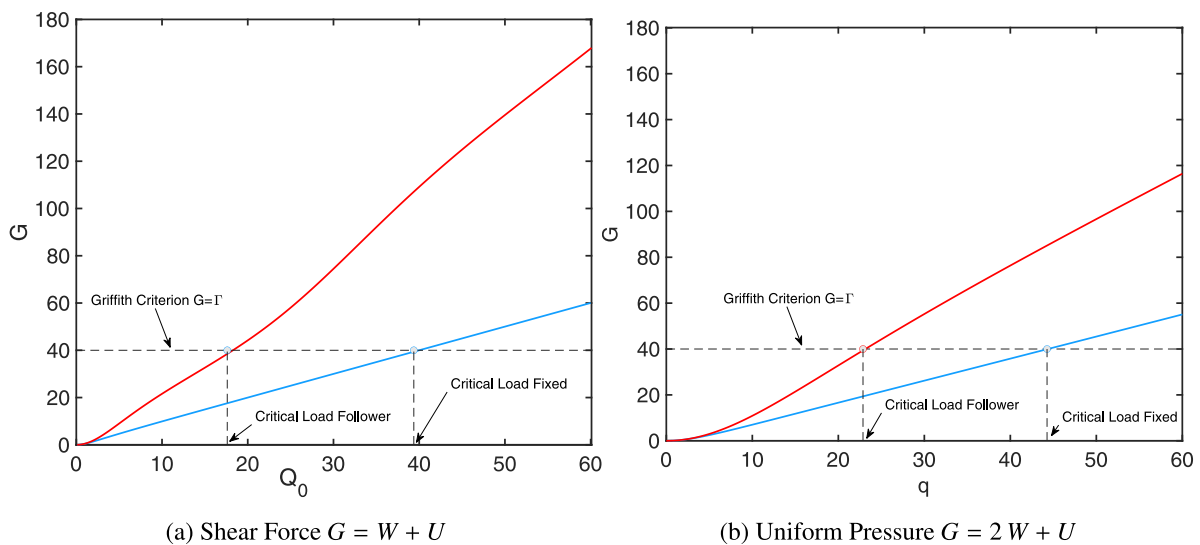 180
160
140
120
100
80
60
40
20
0
G
Griffith Criterion G=Γ
Critical Load Fixed
Critical Load Follower
0 10 20 30 40 50 60
Q0
(a) Shear Force G = W + U
180
160
140
120
100
80
60
40
20
0
G
Griffith Criterion G=Γ
Critical Load Follower
Critical Load Fixed
0 10 20 30 40 50 60
q
(b) Uniform Pressure G = 2 W + U